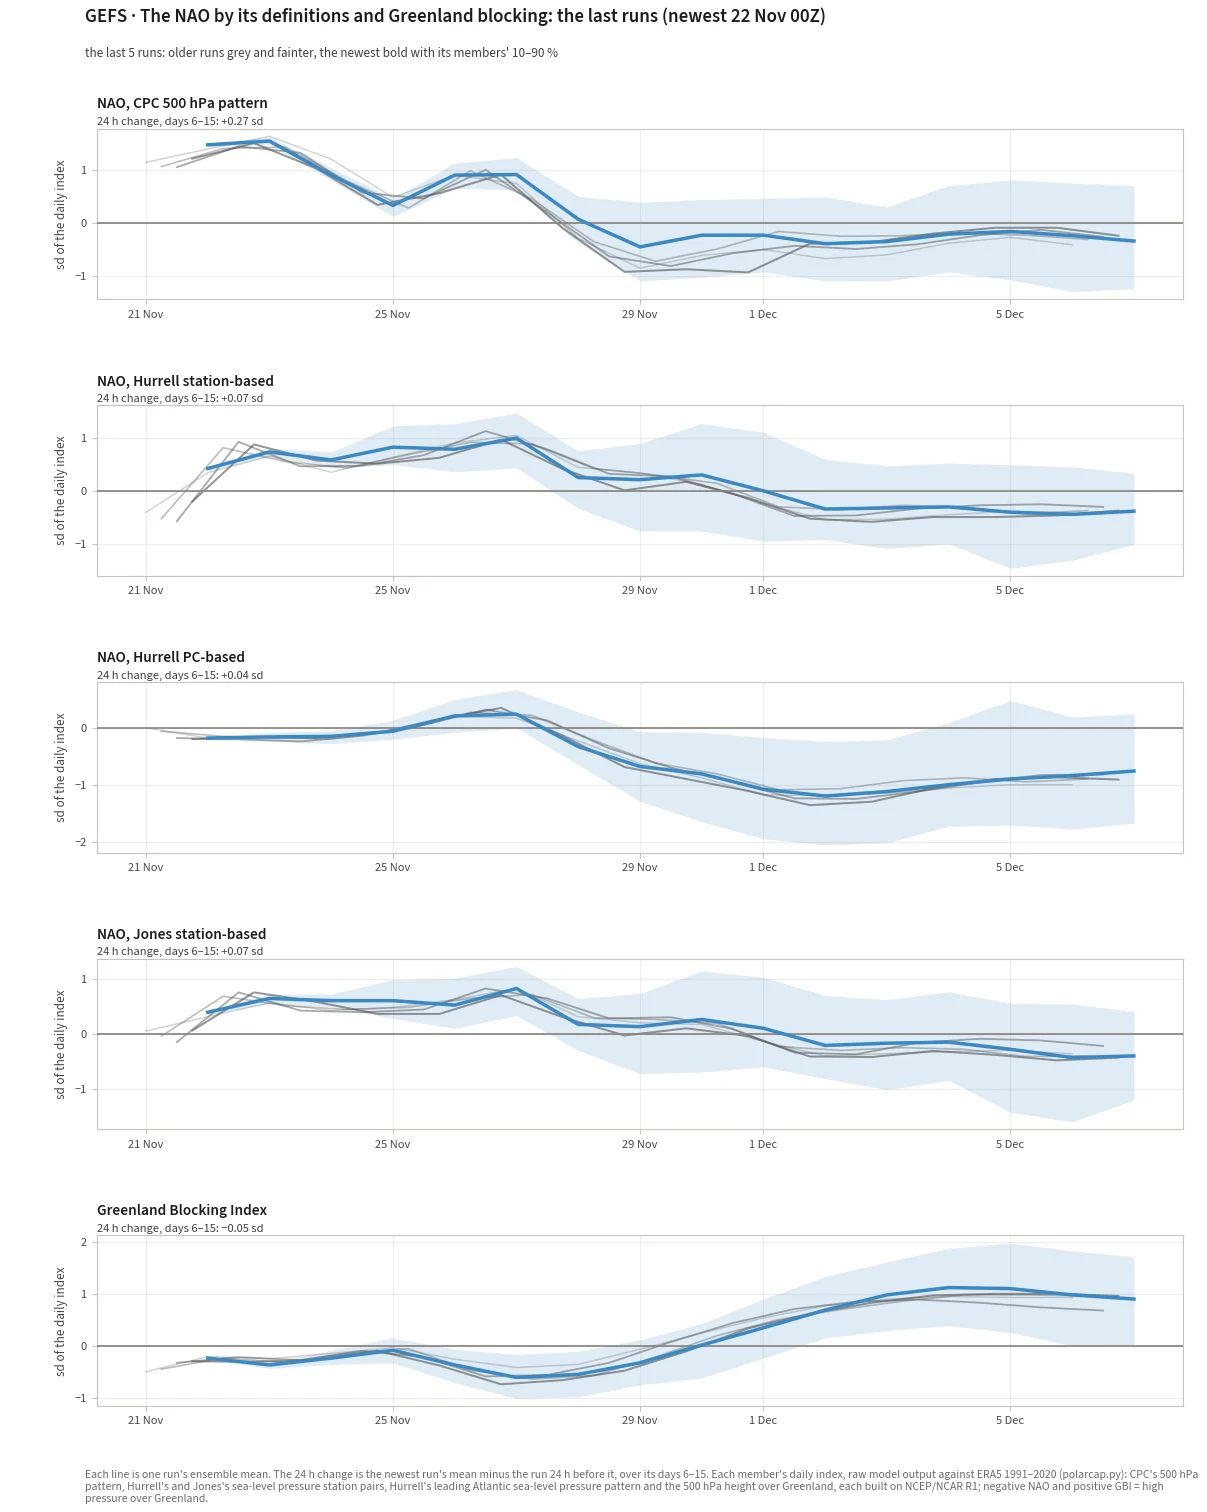 GEFS · The NAO by its definitions and Greenland blocking: the last runs (newest 22 Nov 00Z)
the last 5 runs: older runs grey and fainter, the newest bold with its members' 10–90 %
NAO, CPC 500 hPa pattern
24 h change, days 6–15: +0.27 sd
sd of the daily index
1
0
−1
21 Nov
25 Nov
29 Nov
1 Dec
5 Dec
NAO, Hurrell station-based
24 h change, days 6–15: +0.07 sd
sd of the daily index
1
0
−1
21 Nov
25 Nov
29 Nov
1 Dec
5 Dec
NAO, Hurrell PC-based
24 h change, days 6–15: +0.04 sd
sd of the daily index
0
−1
−2
21 Nov
25 Nov
29 Nov
1 Dec
5 Dec
NAO, Jones station-based
24 h change, days 6–15: +0.07 sd
sd of the daily index
1
0
−1
21 Nov
25 Nov
29 Nov
1 Dec
5 Dec
Greenland Blocking Index
24 h change, days 6–15: −0.05 sd
sd of the daily index
2
1
0
−1
21 Nov
25 Nov
29 Nov
1 Dec
5 Dec
Each line is one run's ensemble mean. The 24 h change is the newest run's mean minus the run 24 h before it, over its days 6–15. Each member's daily index, raw model output against ERA5 1991–2020 (polarcap.py): CPC's 500 hPa
pattern, Hurrell's and Jones's sea-level pressure station pairs, Hurrell's leading Atlantic sea-level pressure pattern and the 500 hPa height over Greenland, each built on NCEP/NCAR R1; negative NAO and positive GBI = high
pressure over Greenland.